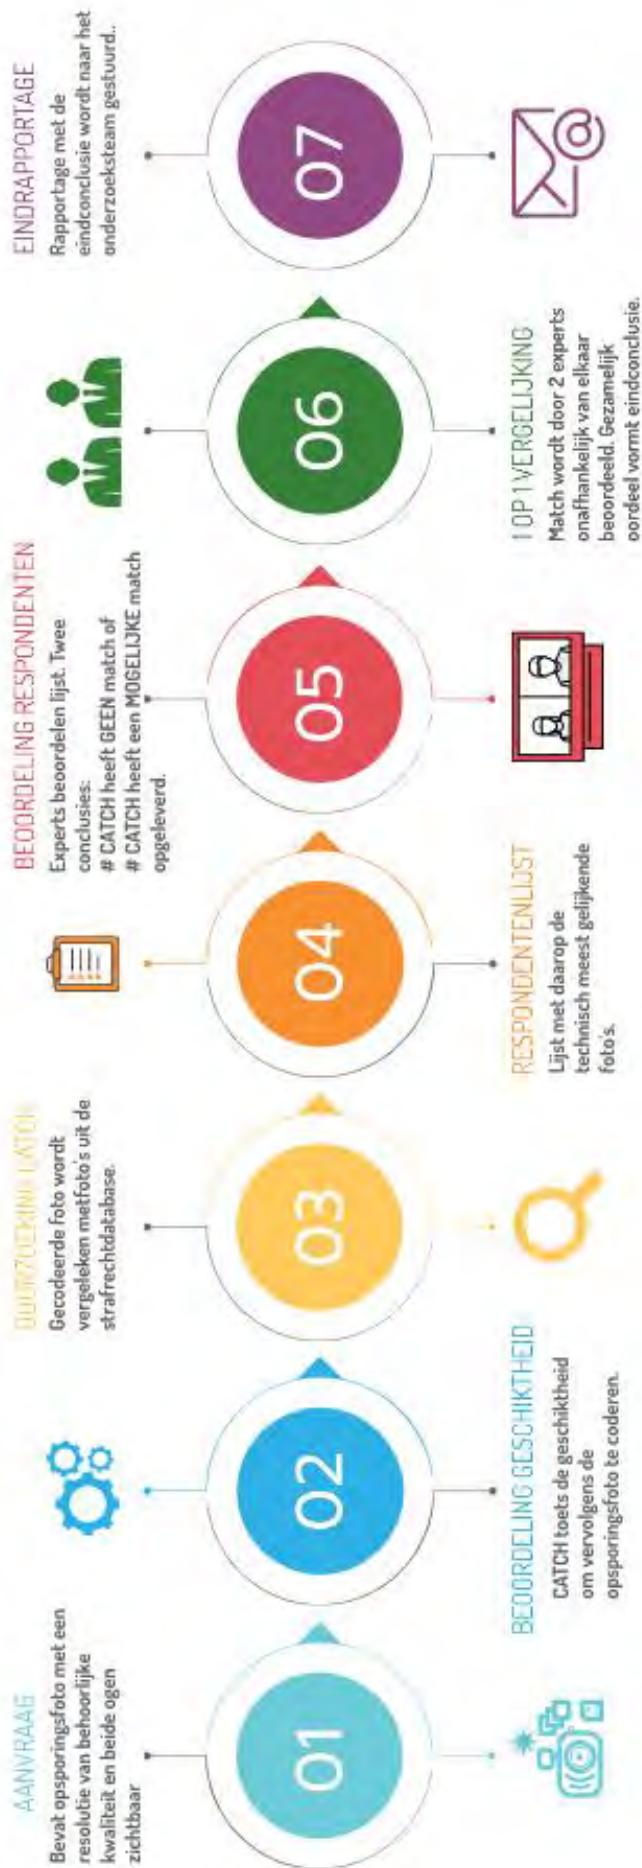 AANVRAAG
Bevat opsporingsfoto met een
resolutie van behoorlijke
kwaliteit en beide ogen
zichtbaar
01
02
BEOORDELING GESCHIKTHEID
CATCH toets de geschiktheid
om vervolgens de
opsporingsfoto te coderen.
DOORZOEKING CATCH
Gecodeerde foto wordt
vergeleken metfoto's uit de
strafrechtdatabase.
03
04
RESPONDENTENLIJST
Lijst met daarop de
technisch meest gelijkende
foto's.
BEOORDELING RESPONDENTEN
Experts beoordelen lijst. Twee
conclusies:
# CATCH heeft GEEN match of
# CATCH heeft een MOGELIJKE match
opgeleverd.
05
06
1 OP 1 VERGELIJKING
Match wordt door 2 experts
onafhankelijk van elkaar
beoordeeld. Gezamelijk
oordeel vormt eindconclusie.
EINDRAPPORTAGE
Rapportage met de
eindconclusie wordt naar het
onderzoeksteam gestuurd..
07